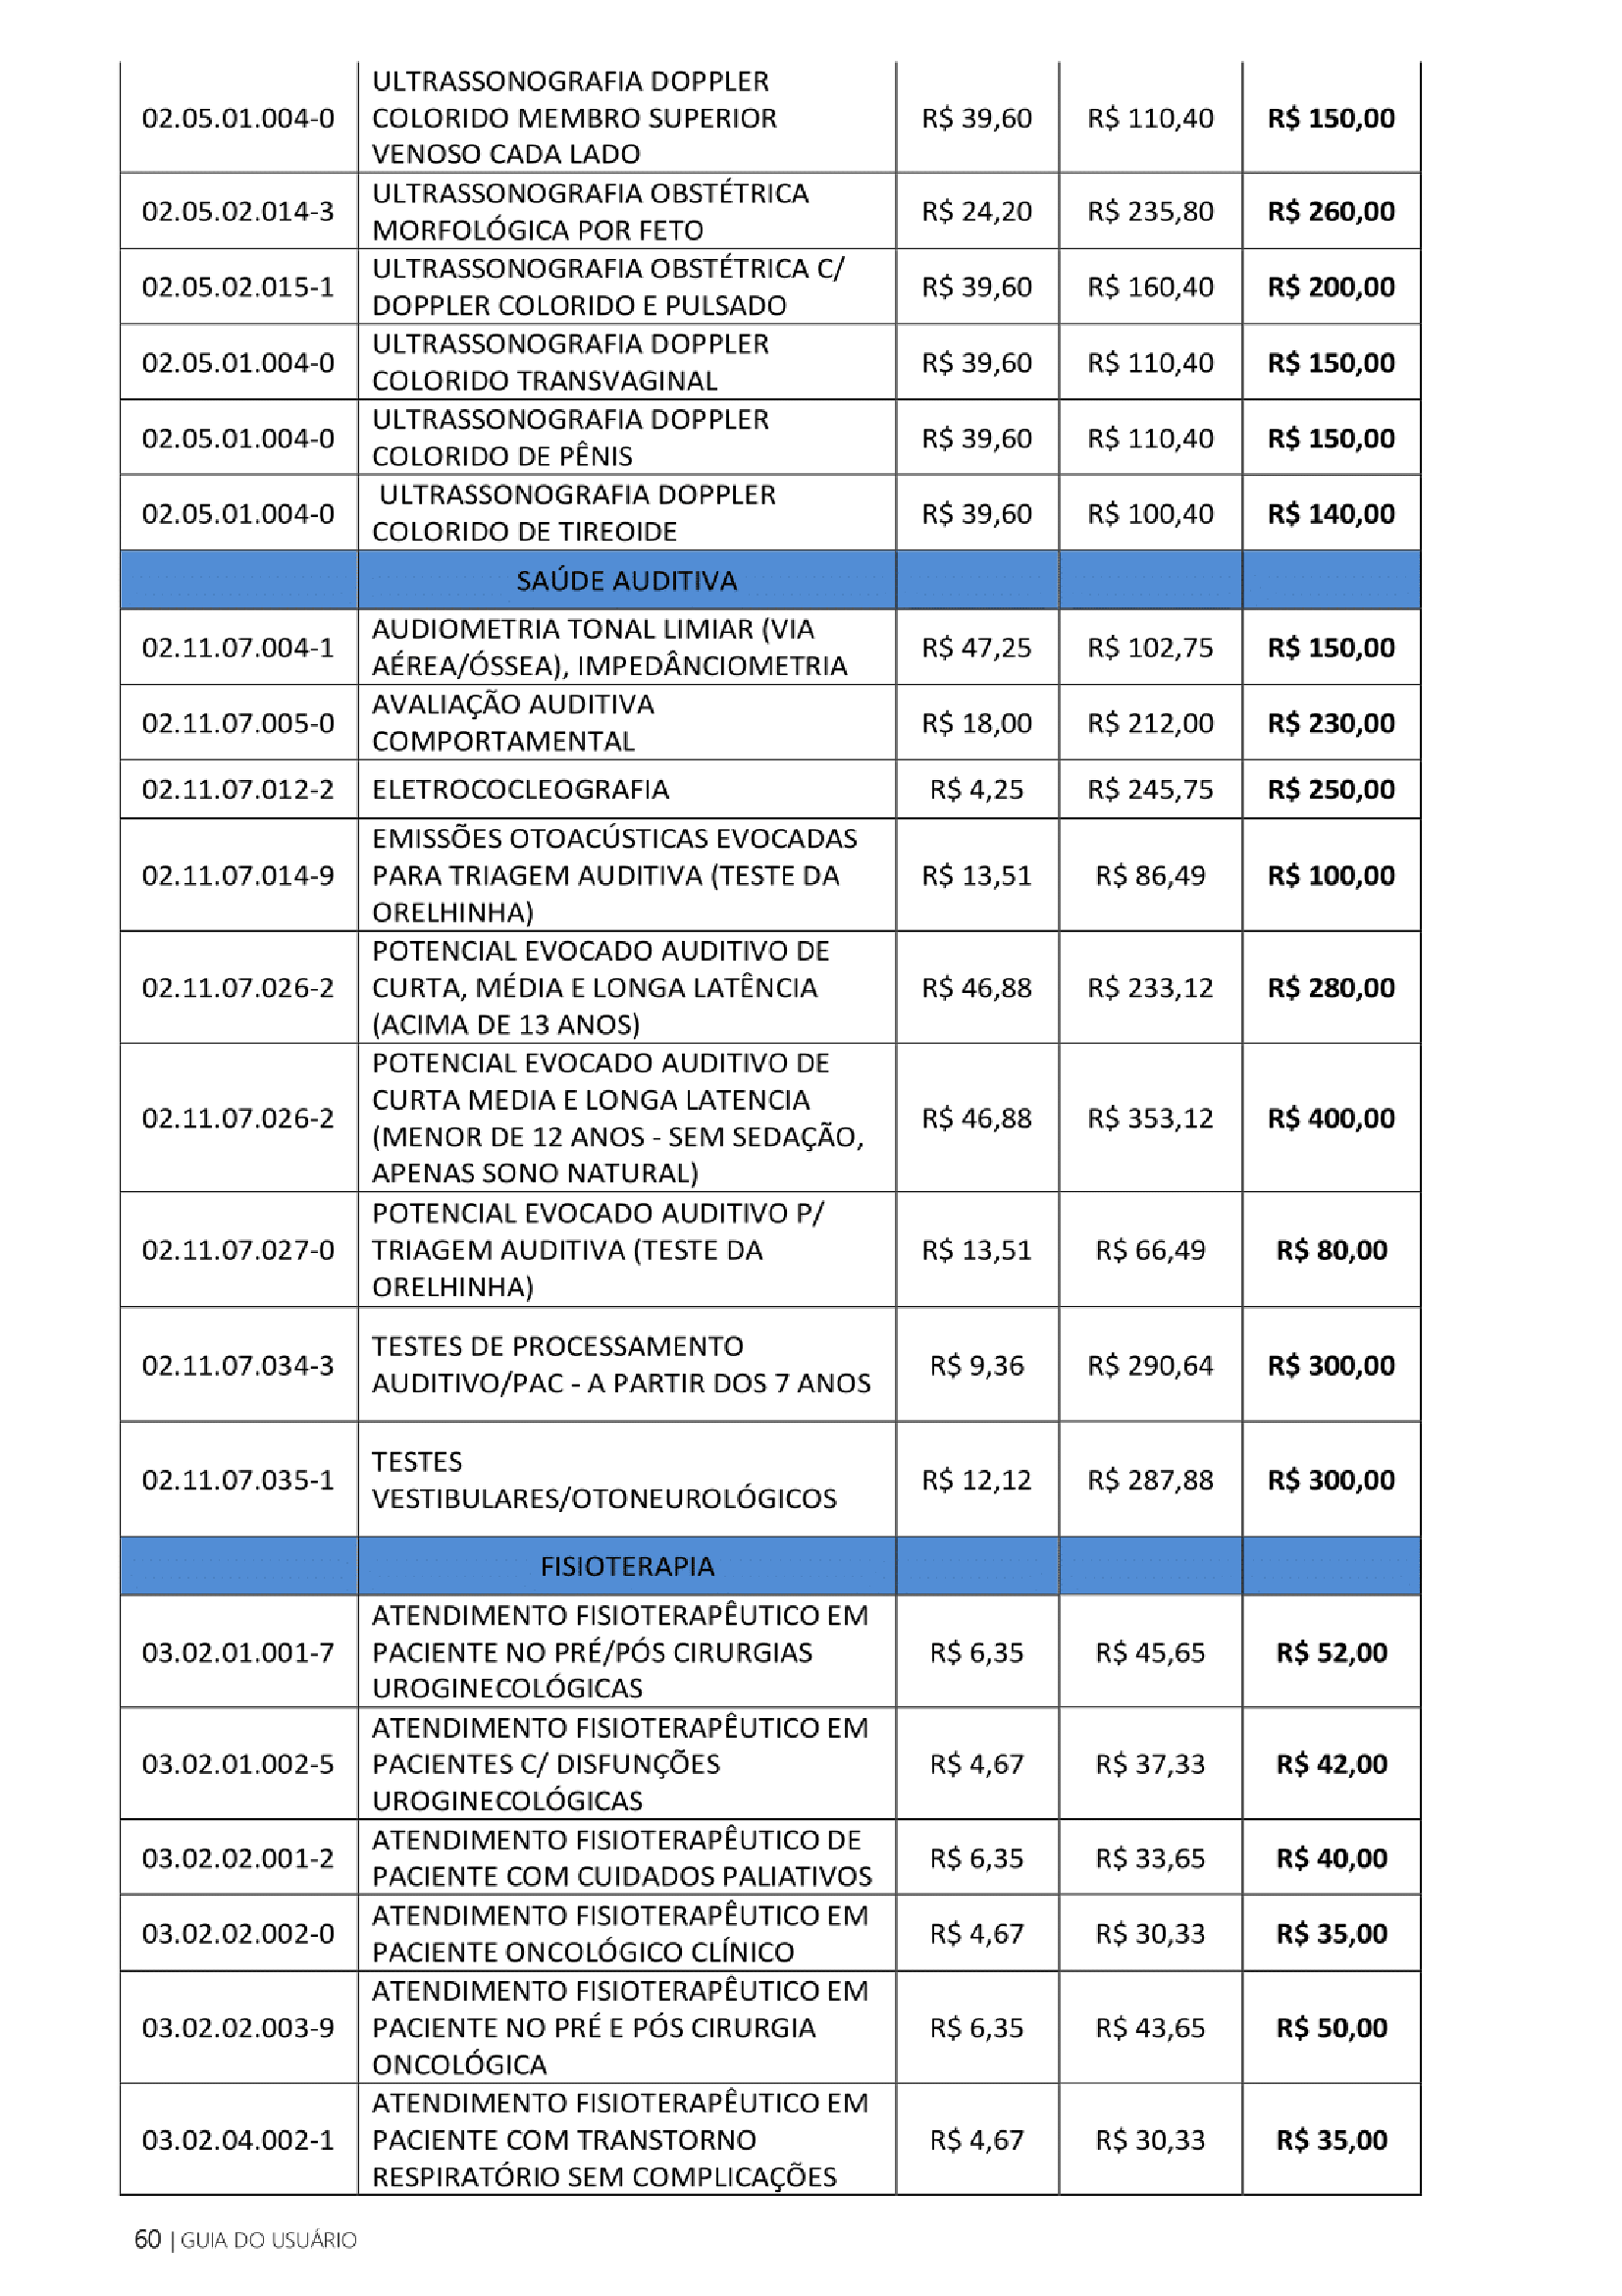 ULTRASSONOGRAFIA DOPPLER
02.05.01.004-0 COLORIDO MEMBRO SUPERIOR R$ 39,60 R$ 110,40 R$ 150,00
VENOSO CADA LADO
ULTRASSONOGRAFIA OBSTÉTRICA
02.05.02.014-3 R$ 24,20 R$ 235,80 R$ 260,00
MORFOLÓGICA POR FETO
ULTRASSONOGRAFIA OBSTÉTRICA C/
02.05.02.015-1 R$ 39,60 R$ 160,40 R$ 200,00
DOPPLER COLORIDO E PULSADO
ULTRASSONOGRAFIA DOPPLER
02.05.01.004-0 R$ 39,60 R$ 110,40 R$ 150,00
COLORIDO TRANSVAGINAL
ULTRASSONOGRAFIA DOPPLER
02.05.01.004-0 R$ 39,60 R$ 110,40 R$ 150,00
COLORIDO DE PÊNIS
ULTRASSONOGRAFIA DOPPLER
02.05.01.004-0 R$ 39,60 R$ 100,40 R$ 140,00
COLORIDO DE TIREOIDE
SAÚDE AUDITIVA
AUDIOMETRIA TONAL LIMIAR (VIA
02.11.07.004-1 R$ 47,25 R$ 102,75 R$ 150,00
AÉREA/ÓSSEA), IMPEDÂNCIOMETRIA
AVALIAÇÃO AUDITIVA
02.11.07.005-0 R$ 18,00 R$ 212,00 R$ 230,00
COMPORTAMENTAL
02.11.07.012-2 ELETROCOCLEOGRAFIA R$ 4,25 R$ 245,75 R$ 250,00
EMISSÕES OTOACÚSTICAS EVOCADAS
02.11.07.014-9 PARA TRIAGEM AUDITIVA (TESTE DA R$ 13,51 R$ 86,49 R$ 100,00
ORELHINHA)
POTENCIAL EVOCADO AUDITIVO DE
02.11.07.026-2 CURTA, MÉDIA E LONGA LATÊNCIA R$ 46,88 R$ 233,12 R$ 280,00
(ACIMA DE 13 ANOS)
POTENCIAL EVOCADO AUDITIVO DE
CURTA MEDIA E LONGA LATENCIA
02.11.07.026-2 R$ 46,88 R$ 353,12 R$ 400,00
(MENOR DE 12 ANOS - SEM SEDAÇÃO,
APENAS SONO NATURAL)
POTENCIAL EVOCADO AUDITIVO P/
02.11.07.027-0 TRIAGEM AUDITIVA (TESTE DA R$ 13,51 R$ 66,49 R$ 80,00
ORELHINHA)
TESTES DE PROCESSAMENTO
02.11.07.034-3 R$ 9,36 R$ 290,64 R$ 300,00
AUDITIVO/PAC - A PARTIR DOS 7 ANOS
TESTES
02.11.07.035-1 R$ 12,12 R$ 287,88 R$ 300,00
VESTIBULARES/OTONEUROLÓGICOS
FISIOTERAPIA
ATENDIMENTO FISIOTERAPÊUTICO EM
03.02.01.001-7 PACIENTE NO PRÉ/PÓS CIRURGIAS R$ 6,35 R$ 45,65 R$ 52,00
UROGINECOLÓGICAS
ATENDIMENTO FISIOTERAPÊUTICO EM
03.02.01.002-5 PACIENTES C/ DISFUNÇÕES R$ 4,67 R$ 37,33 R$ 42,00
UROGINECOLÓGICAS
ATENDIMENTO FISIOTERAPÊUTICO DE
03.02.02.001-2 R$ 6,35 R$ 33,65 R$ 40,00
PACIENTE COM CUIDADOS PALIATIVOS
ATENDIMENTO FISIOTERAPÊUTICO EM
03.02.02.002-0 R$ 4,67 R$ 30,33 R$ 35,00
PACIENTE ONCOLÓGICO CLÍNICO
ATENDIMENTO FISIOTERAPÊUTICO EM
03.02.02.003-9 PACIENTE NO PRÉ E PÓS CIRURGIA R$ 6,35 R$ 43,65 R$ 50,00
ONCOLÓGICA
ATENDIMENTO FISIOTERAPÊUTICO EM
03.02.04.002-1 PACIENTE COM TRANSTORNO R$ 4,67 R$ 30,33 R$ 35,00
RESPIRATÓRIO SEM COMPLICAÇÕES
60 | GUIA DO USUÁRIO